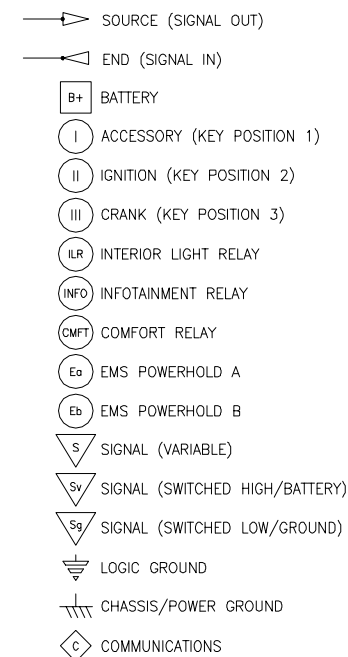 SOURCE (SIGNAL OUT)
END (SIGNAL IN)
B+ BATTERY
I ACCESSORY (KEY POSITION 1)
II IGNITION (KEY POSITION 2)
III CRANK (KEY POSITION 3)
ILR INTERIOR LIGHT RELAY
INFO INFOTAINMENT RELAY
CMFT COMFORT RELAY
Ea EMS POWERHOLD A
Eb EMS POWERHOLD B
S SIGNAL (VARIABLE)
Sv SIGNAL (SWITCHED HIGH/BATTERY)
Sg SIGNAL (SWITCHED LOW/GROUND)
LOGIC GROUND
CHASSIS/POWER GROUND
C COMMUNICATIONS